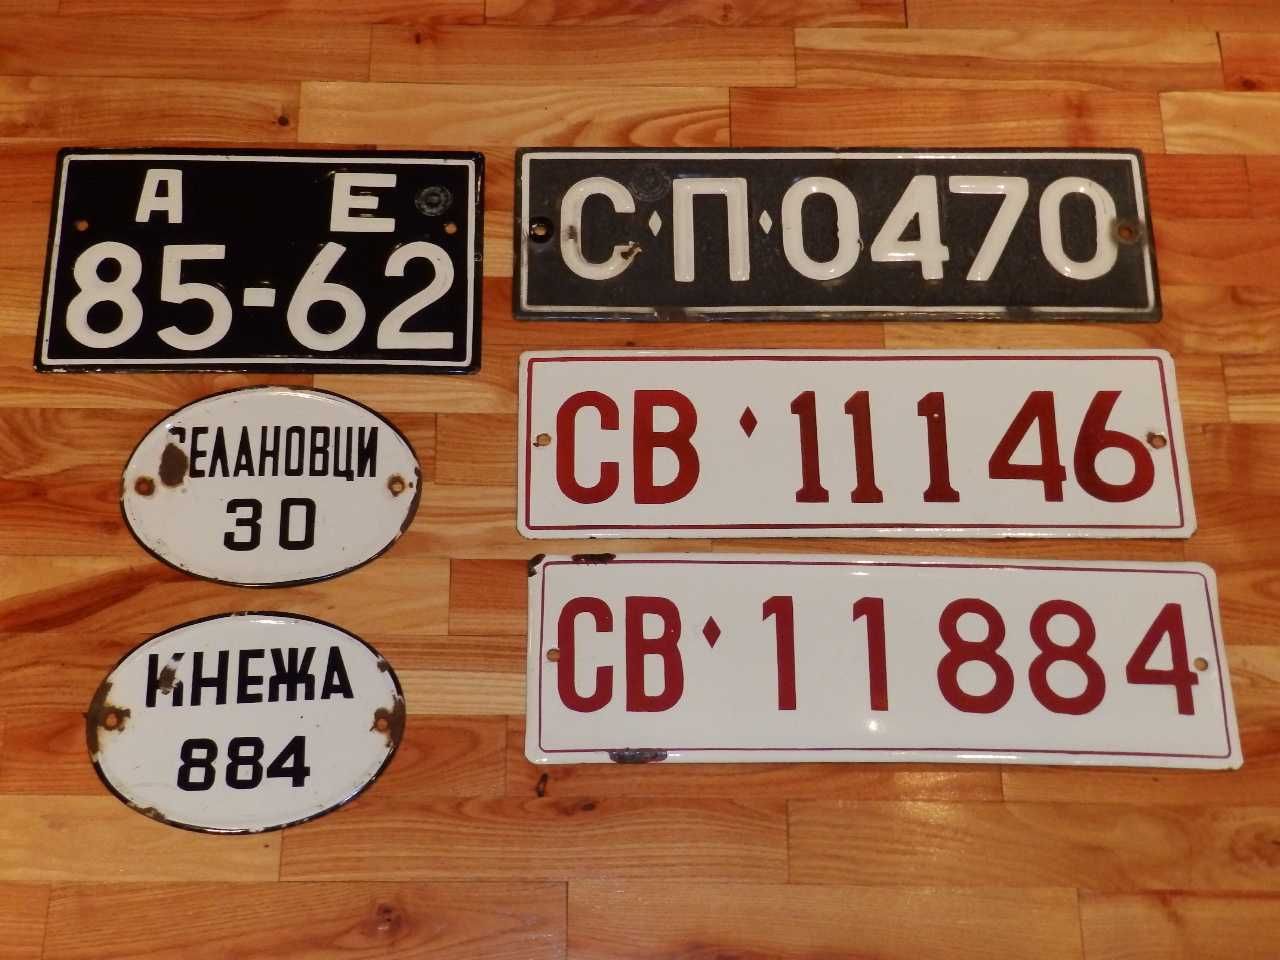 А Е
85-62
С♦П♦0470
СЕЛАНОВЦИ
30
СВ♦11146
КНЕЖА
884
СВ♦11884